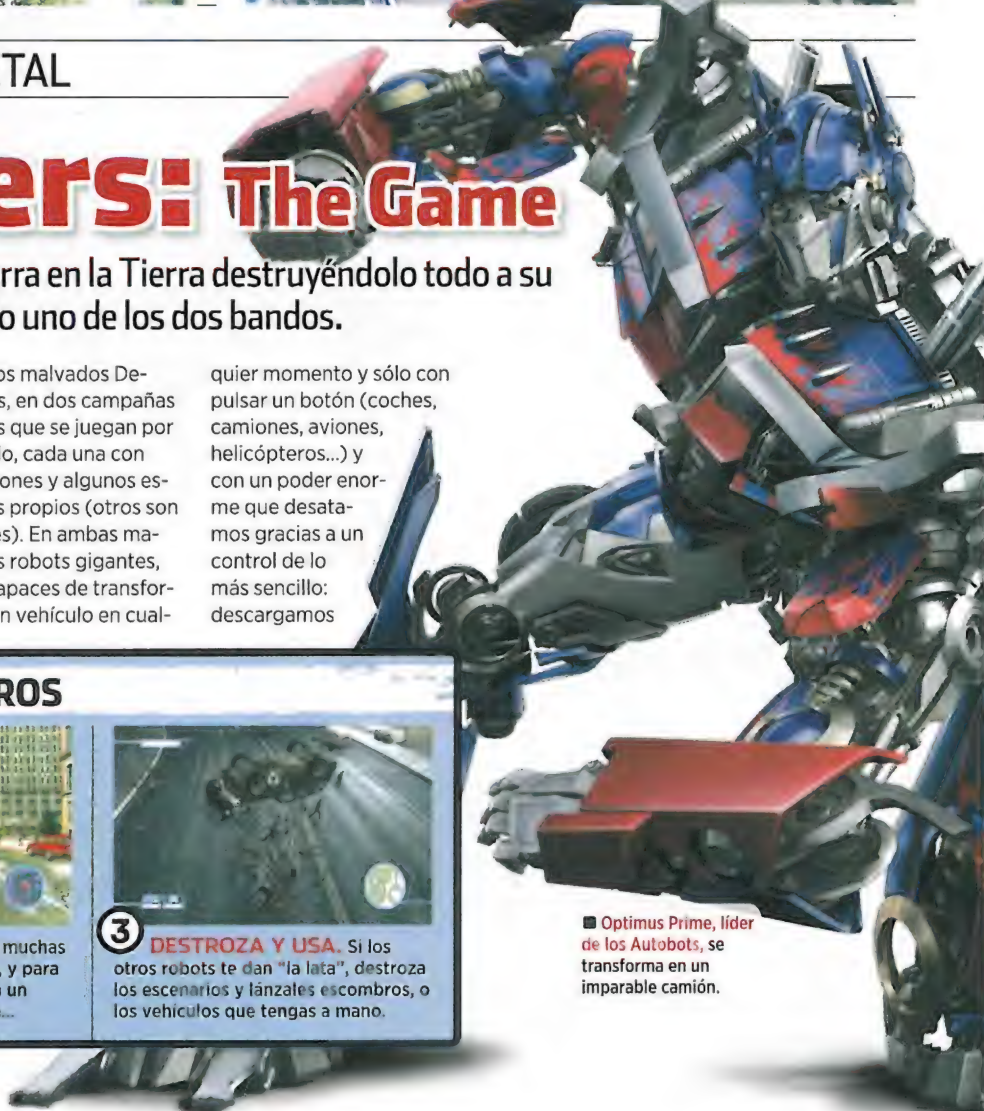 TAL
ers: The Game
erra en la Tierra destruyéndolo todo a su
o uno de los dos bandos.
os malvados De-
s, en dos campañas
s que se juegan por
o, cada una con
ones y algunos es-
s propios (otros son
es). En ambas ma-
s robots gigantes,
apaces de transfor-
n vehículo en cual-
quier momento y sólo con
pulsar un botón (coches,
camiones, aviones,
helicópteros...) y
con un poder enor-
me que desata-
mos gracias a un
control de lo
más sencillo:
descargamos
ROS
muchas
, y para
un
...
3
DESTROZA Y USA. Si los
otros robots te dan "la lata", destroza
los escenarios y lánzales escombros, o
los vehículos que tengas a mano.
Optimus Prime, líder
de los Autobots, se
transforma en un
imparable camión.